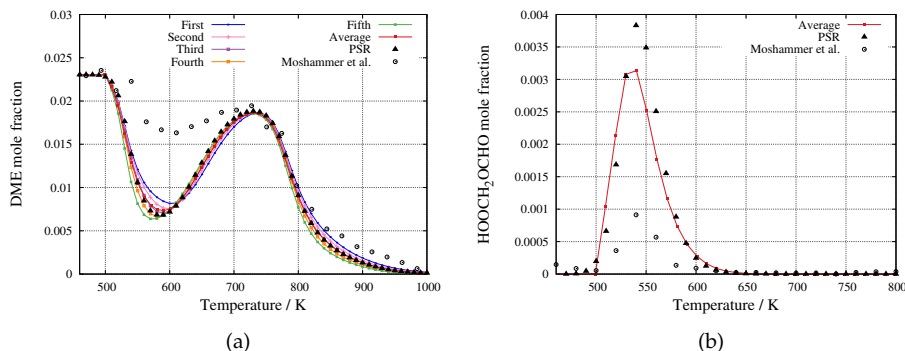 First
Second
Third
Fourth
Fifth
Average
PSR
Moshammer et al.
0.03
0.025
0.02
0.015
0.01
0.005
0
DME mole fraction
500 600 700 800 900 1000
Temperature / K
(a)
Average
PSR
Moshammer et al.
0.004
0.0035
0.003
0.0025
0.002
0.0015
0.001
0.0005
0
HOOCH₂OCHO mole fraction
500 550 600 650 700 750 800
Temperature / K
(b)